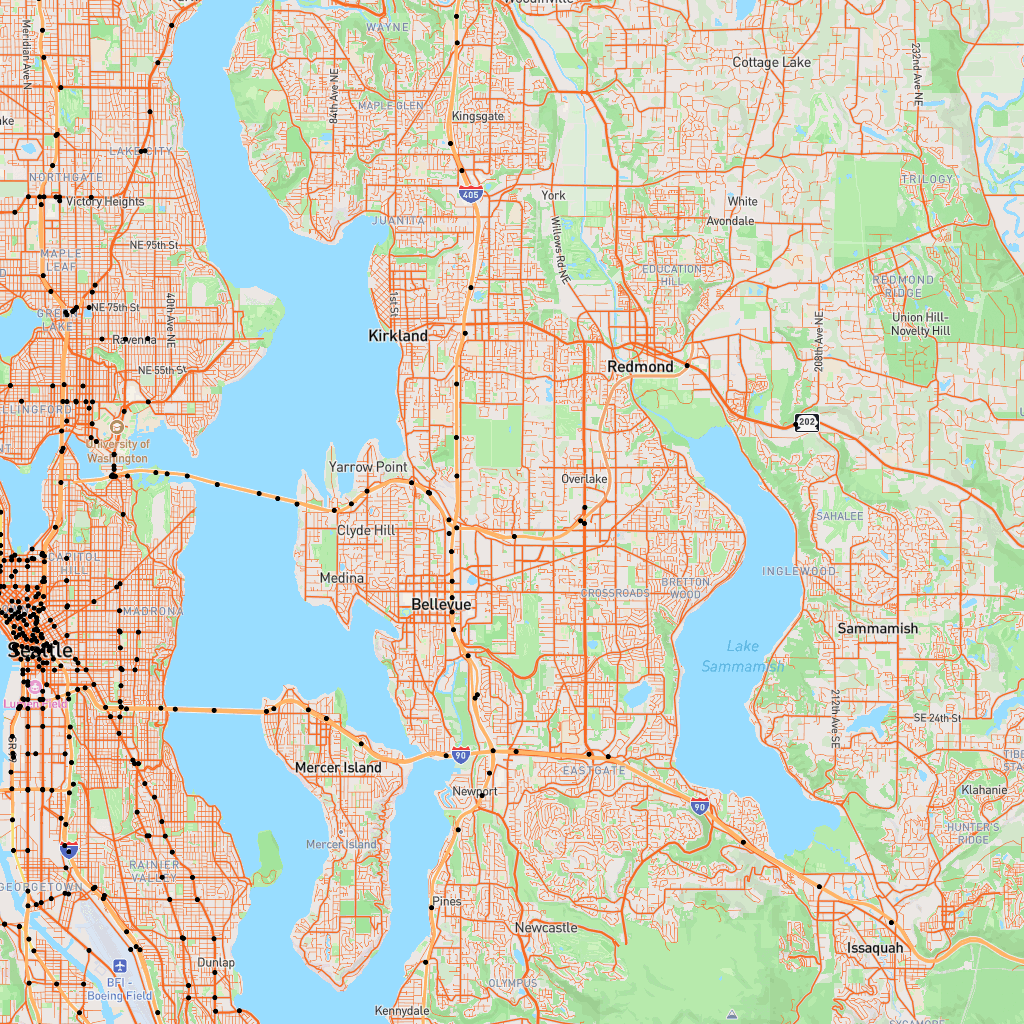 Woodinville
WAYNE
Meridian Ave N
232nd Ave NE
Cottage Lake
84th Ave NE
MAPLE GLEN
Kingsgate
LAKE CITY
NORTHGATE
TRILOGY
405
York
Victory Heights
White
JUANITA
Avondale
Willows Rd NE
NE 95th St
MAPLE
LEAF
EDUCATION
HILL
REDMOND
RIDGE
40th Ave NE
1st St
NE 75th St
GREEN
LAKE
Union Hill-
Novelty Hill
208th Ave NE
Kirkland
Ravenna
NE 55th St
Redmond
202
University of
Washington
Yarrow Point
Overlake
SAHALEE
Clyde Hill
CAPITOL
HILL
INGLEWOOD
Medina
BRETTON
WOOD
CROSSROADS
Bellevue
MADRONA
Sammamish
Seattle
Lake
Sammamish
212th Ave SE
SE 24th St
90
Mercer Island
EASTGATE
Newport
Klahanie
90
HUNTER'S
RIDGE
Mercer Island
RAINIER
VALLEY
GEORGETOWN
Pines
Newcastle
Issaquah
Dunlap
BFI -
Boeing Field
OLYMPUS
Kennydale
SYCAMORE